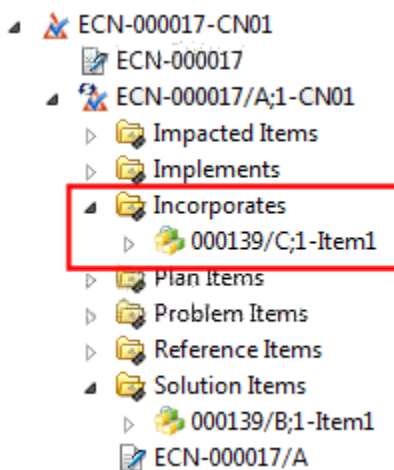 ECN-000017-CN01
ECN-000017
ECN-000017/A;1-CN01
Impacted Items
Implements
Incorporates
000139/C;1-Item1
Plan Items
Problem Items
Reference Items
Solution Items
000139/B;1-Item1
ECN-000017/A